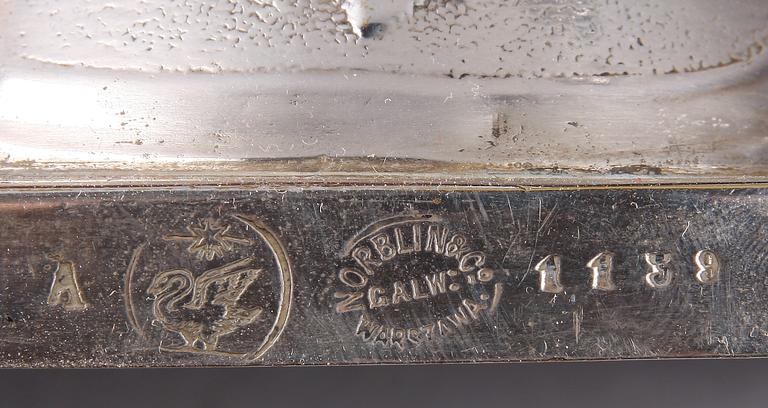 A
NORBLIN & Co.
GALW:
WARSZAWA.
1139